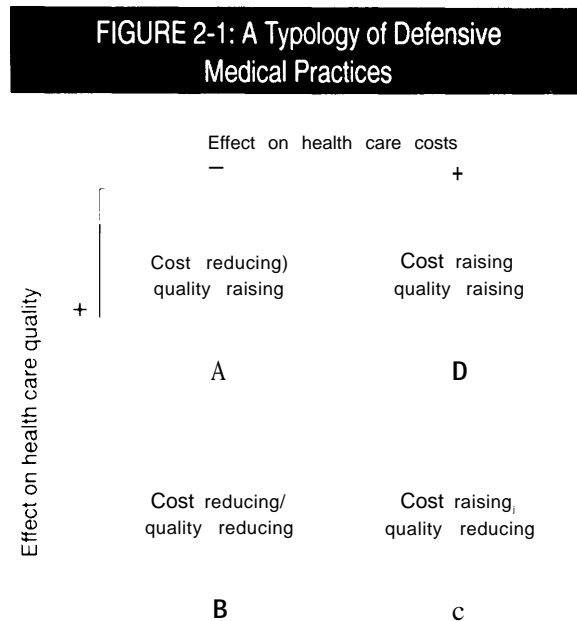 FIGURE 2-1: A Typology of Defensive
Medical Practices
Effect on health care costs
− +
Effect on health care quality
+
Cost reducing)
quality raising
A
Cost raising
quality raising
D
Cost reducing/
quality reducing
B
Cost raising,
quality reducing
c